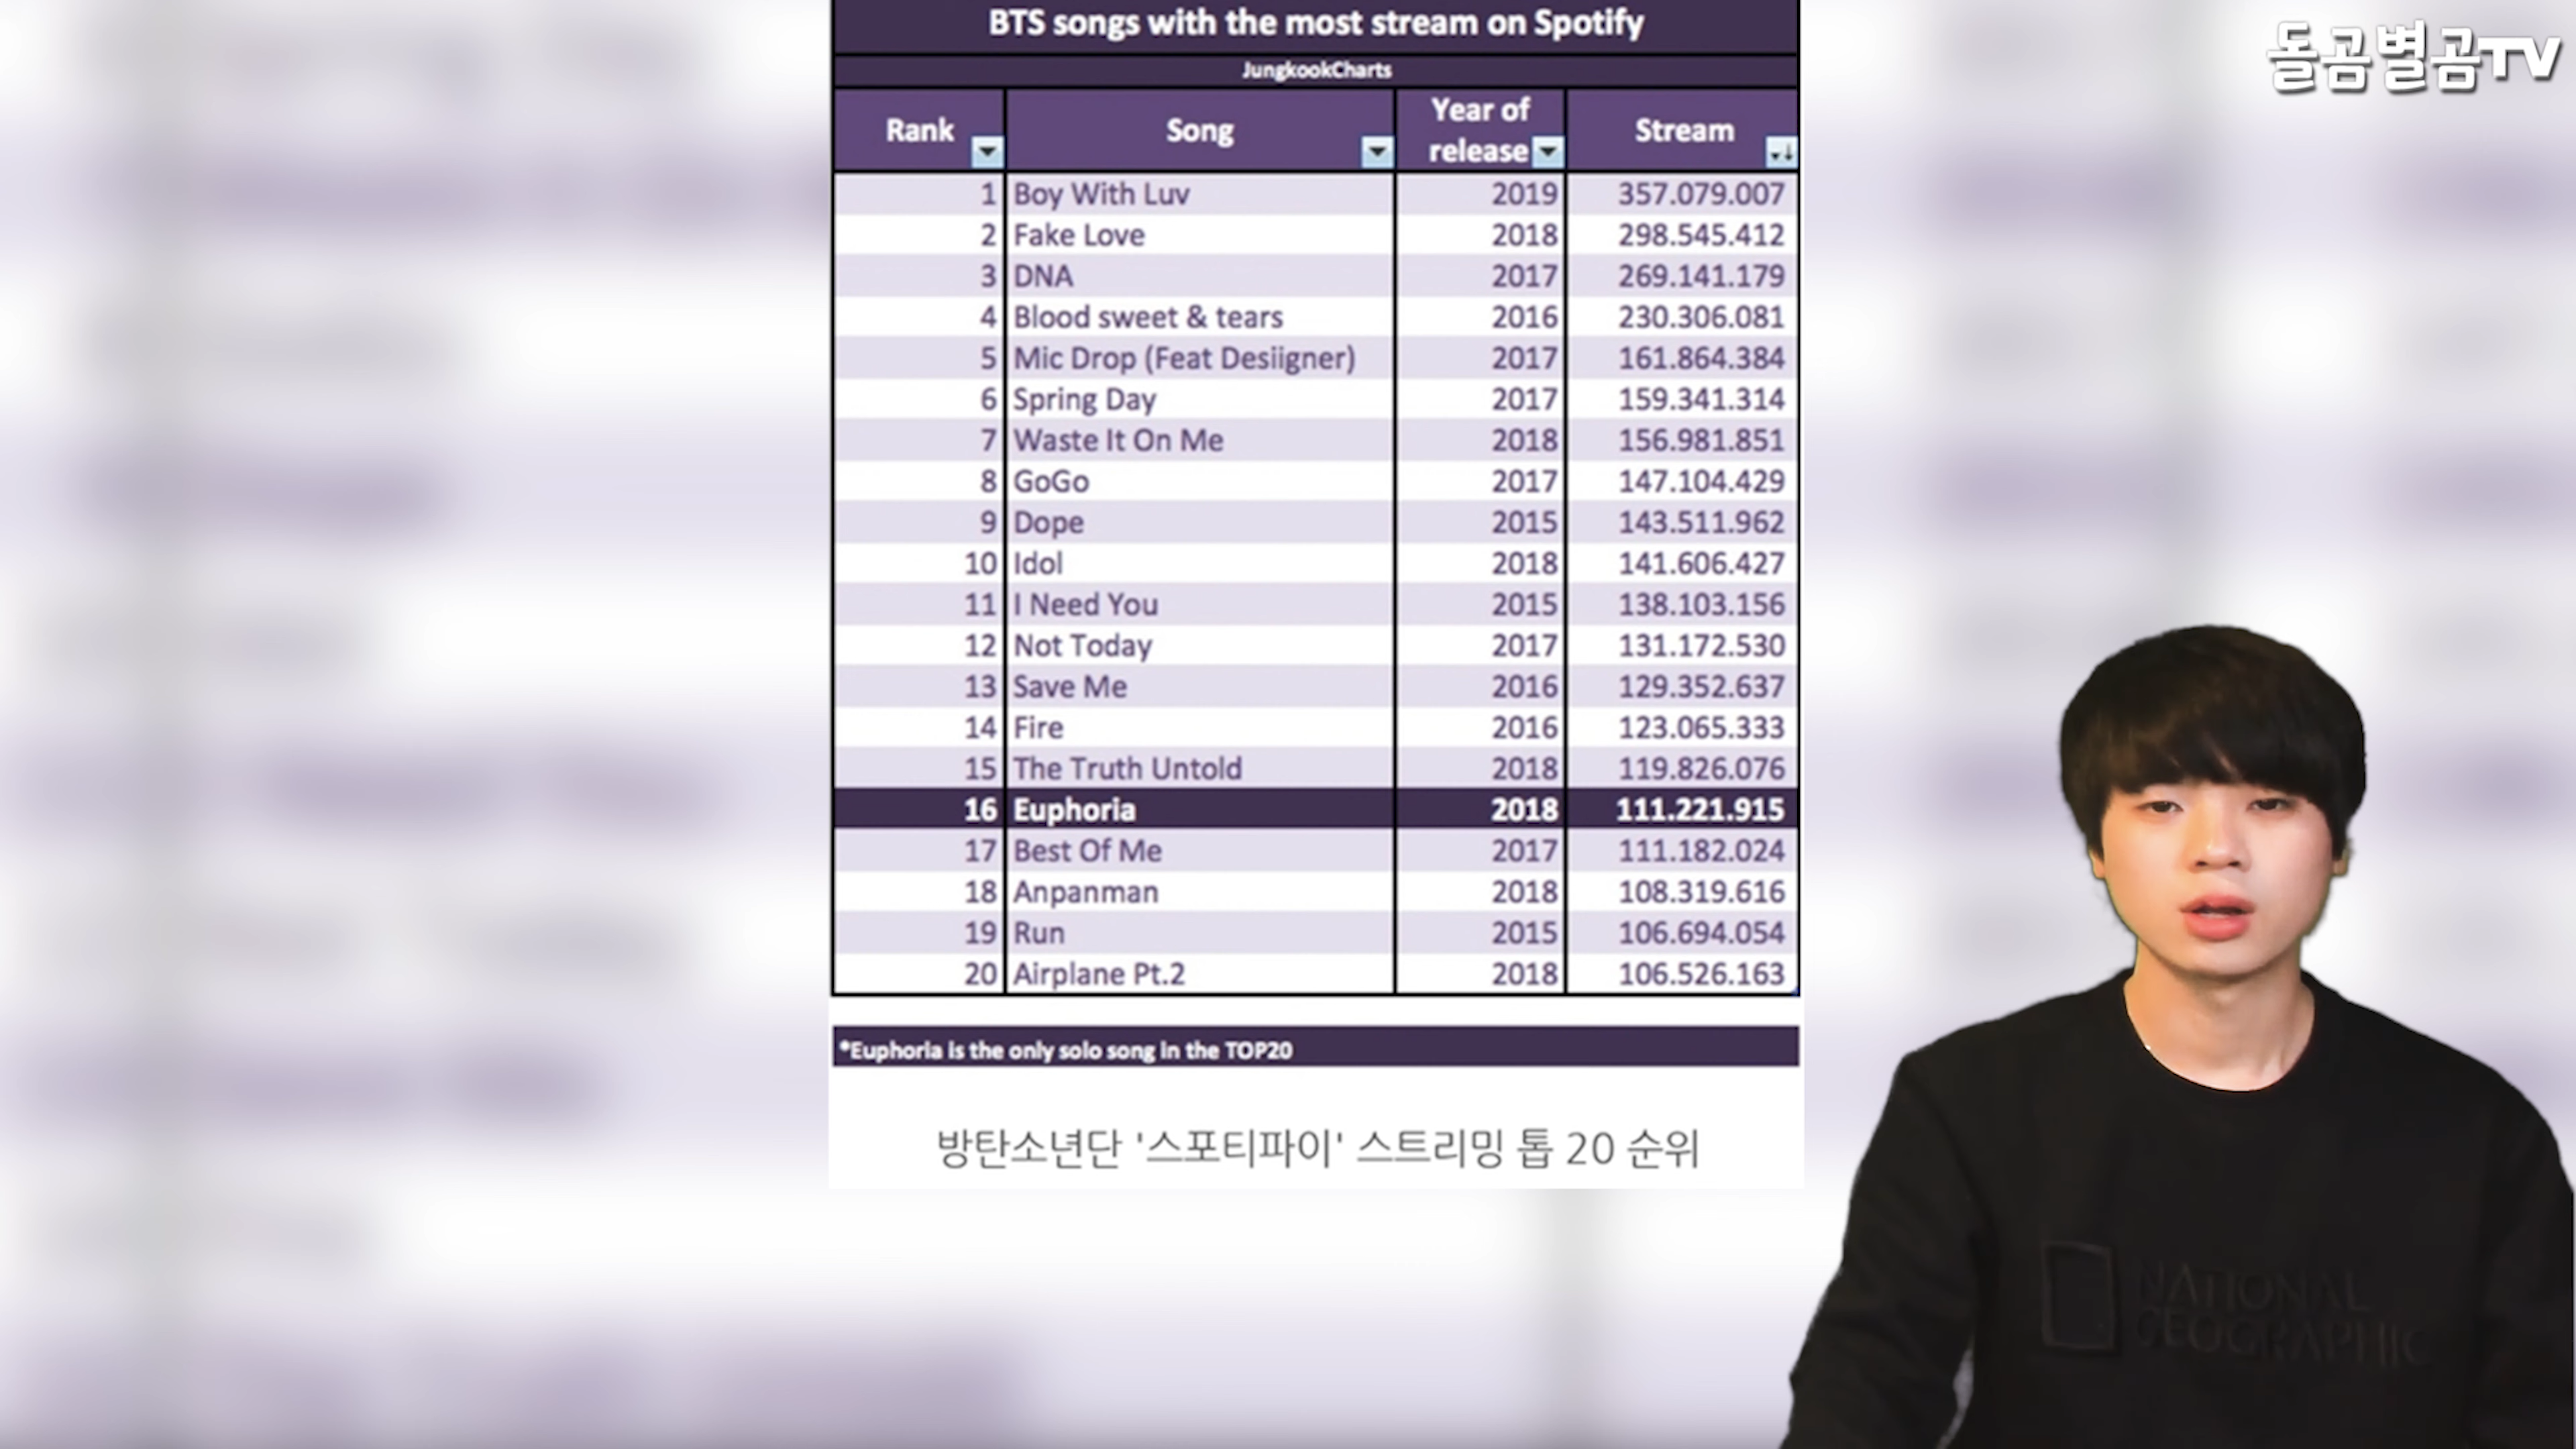 BTS songs with the most stream on Spotify
JungkookCharts
Rank Song Year of release Stream
1 Boy With Luv 2019 357.079.007
2 Fake Love 2018 298.545.412
3 DNA 2017 269.141.179
4 Blood sweet & tears 2016 230.306.081
5 Mic Drop (Feat Desiigner) 2017 161.864.384
6 Spring Day 2017 159.341.314
7 Waste It On Me 2018 156.981.851
8 GoGo 2017 147.104.429
9 Dope 2015 143.511.962
10 Idol 2018 141.606.427
11 I Need You 2015 138.103.156
12 Not Today 2017 131.172.530
13 Save Me 2016 129.352.637
14 Fire 2016 123.065.333
15 The Truth Untold 2018 119.826.076
16 Euphoria 2018 111.221.915
17 Best Of Me 2017 111.182.024
18 Anpanman 2018 108.319.616
19 Run 2015 106.694.054
20 Airplane Pt.2 2018 106.526.163
*Euphoria is the only solo song in the TOP20
방탄소년단 '스포티파이' 스트리밍 톱 20 순위
돌곰별곰TV
NATIONAL
GEOGRAPHIC